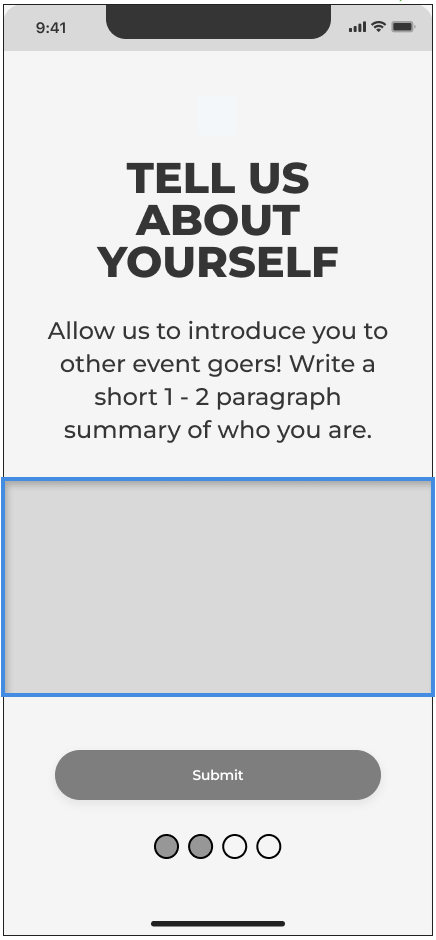 9:41
TELL US
ABOUT
YOURSELF
Allow us to introduce you to
other event goers! Write a
short 1 - 2 paragraph
summary of who you are.
Submit